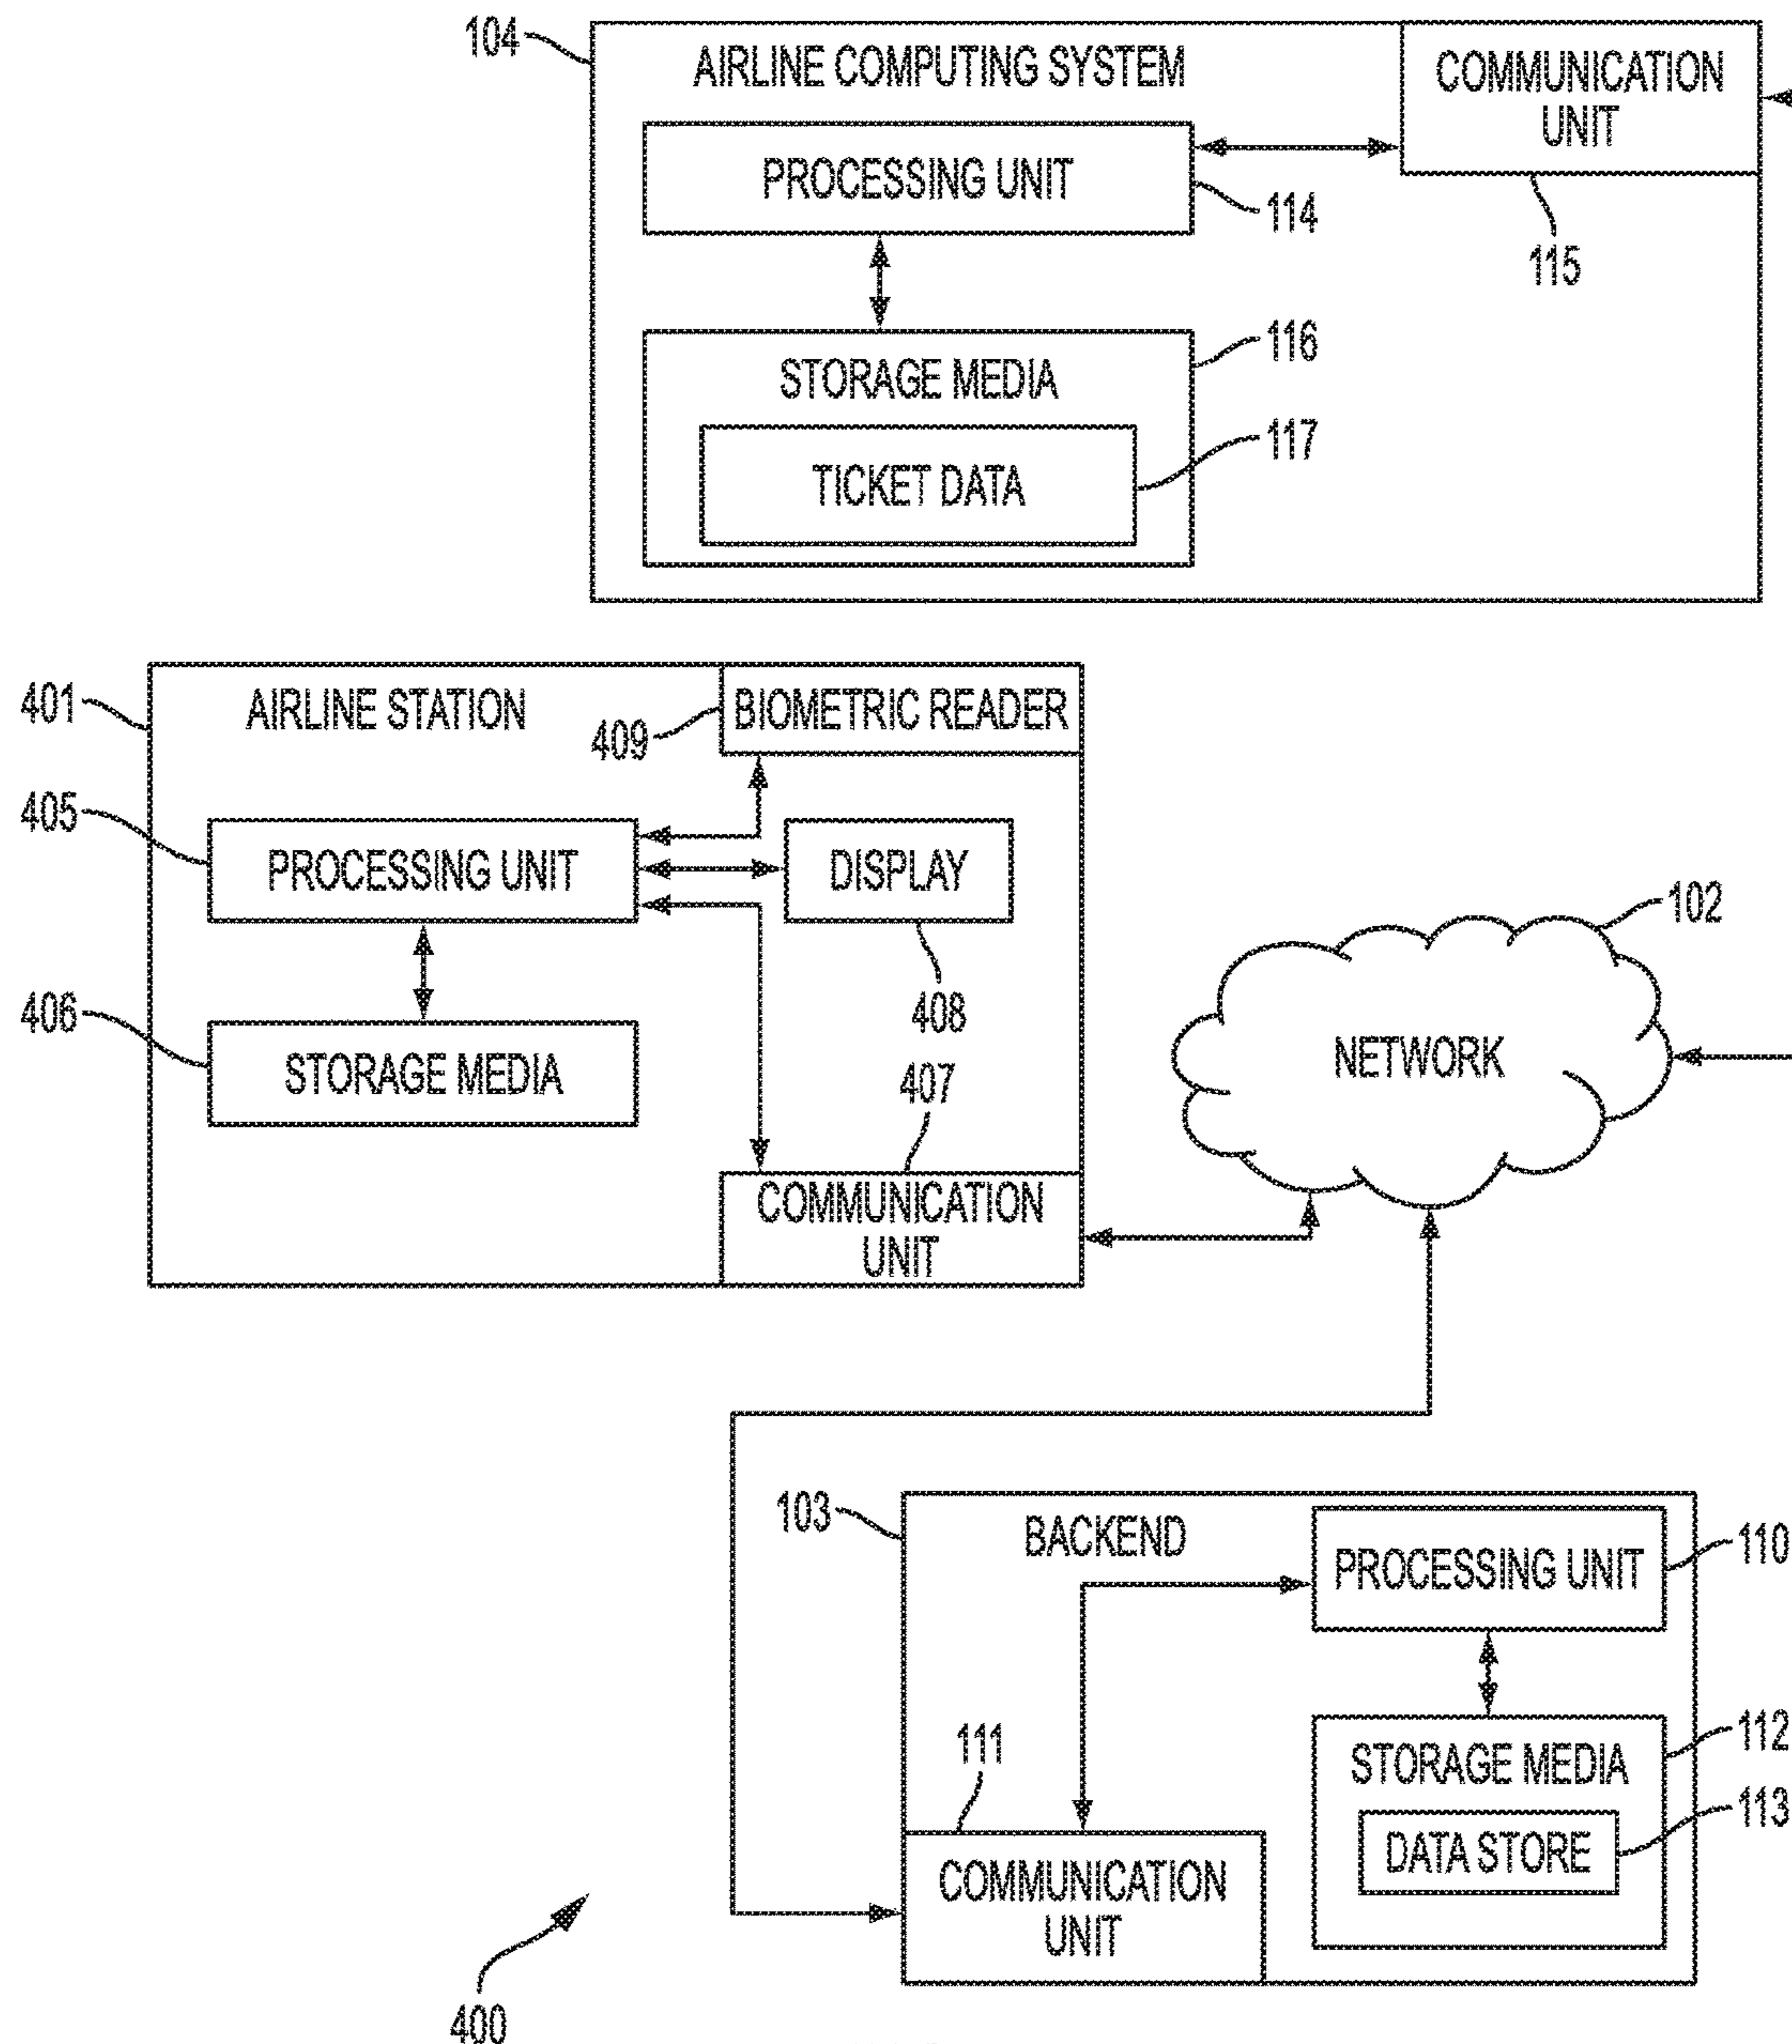 104
AIRLINE COMPUTING SYSTEM
COMMUNICATION
UNIT
PROCESSING UNIT
114
115
STORAGE MEDIA
116
TICKET DATA
117
401
AIRLINE STATION
BIOMETRIC READER
409
405
PROCESSING UNIT
DISPLAY
408
406
STORAGE MEDIA
407
COMMUNICATION
UNIT
102
NETWORK
103
BACKEND
PROCESSING UNIT
110
111
STORAGE MEDIA
112
DATA STORE
113
COMMUNICATION
UNIT
400